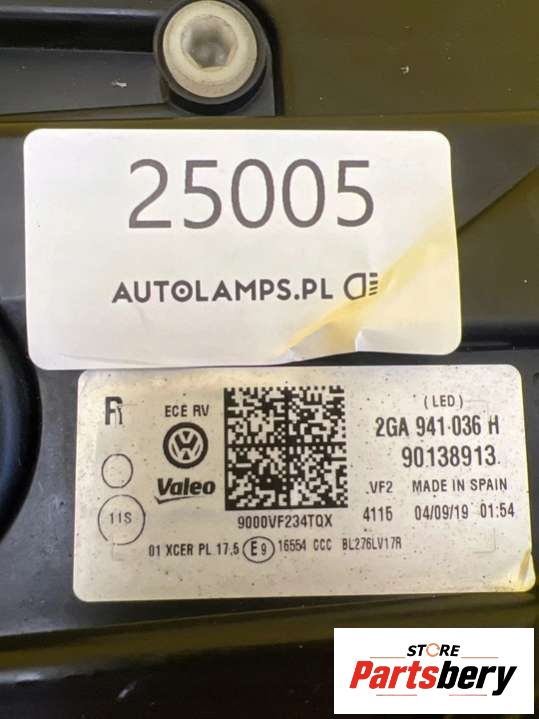 25005
AUTOLAMPS.PL
R
ECE RV
(LED)
2GA 941 036 H
90138913
Valeo
.VF2 MADE IN SPAIN
11S
9000VF234TQX
4115 04/09/19 01:54
01 XCER PL 17.5 E9 16554 CCC BL276LV17R
STORE
Partsbery